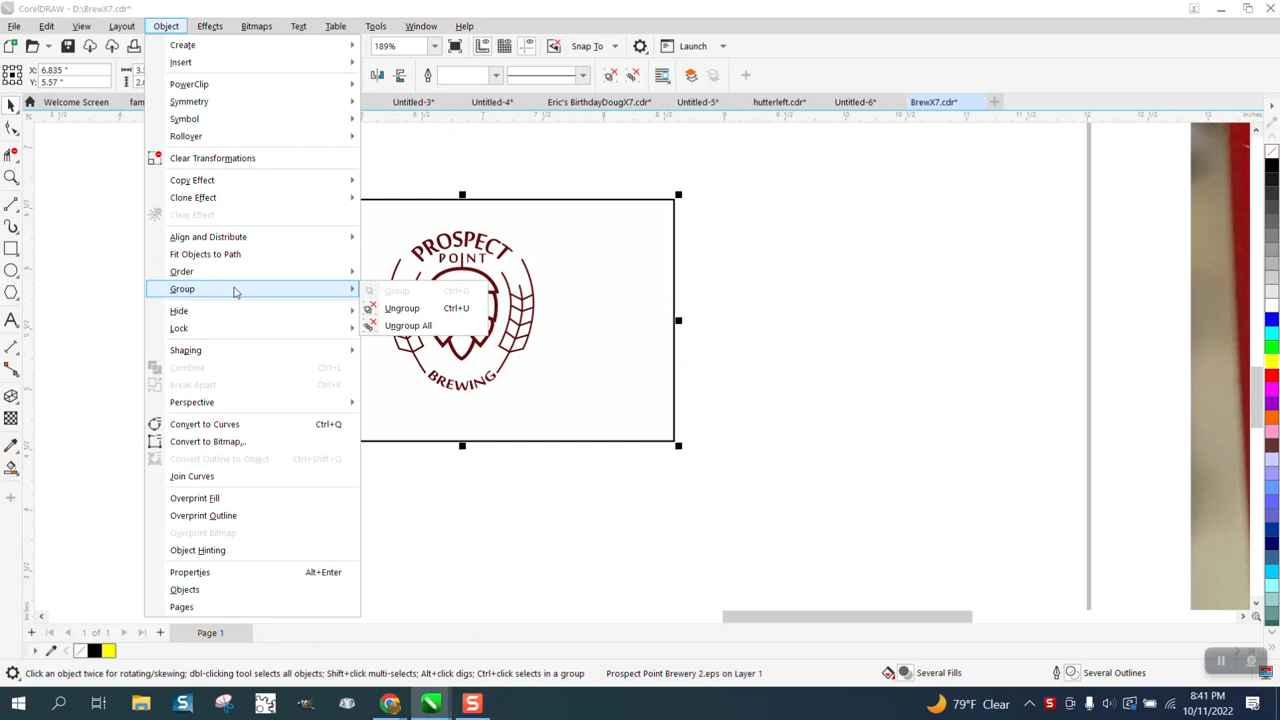 CorelDRAW - D:\BrewX7.cdr*
File Edit View Layout Object Effects Bitmaps Text Table Tools Window Help
189% Snap To Launch
X: 6.835 "
Y: 5.57 "
Welcome Screen Untitled-3* Untitled-4* Eric's BirthdayDougX7.cdr* Untitled-5* hutterleft.cdr* Untitled-6* BrewX7.cdr*
Create
Insert
PowerClip
Symmetry
Symbol
Rollover
Clear Transformations
Copy Effect
Clone Effect
Clear Effect
Align and Distribute
Fit Objects to Path
Order
Group
Hide
Lock
Shaping
Combine Ctrl+L
Break Apart Ctrl+K
Perspective
Convert to Curves Ctrl+Q
Convert to Bitmap...
Convert Outline to Object Ctrl+Shift+Q
Join Curves
Overprint Fill
Overprint Outline
Overprint Bitmap
Object Hinting
Properties Alt+Enter
Objects
Pages
Group Ctrl+G
Ungroup Ctrl+U
Ungroup All
PROSPECT
POINT
BREWING
1 of 1 Page 1
Click an object twice for rotating/skewing; dbl-clicking tool selects all objects; Shift+click multi-selects; Alt+click digs; Ctrl+click selects in a group Prospect Point Brewery 2.eps on Layer 1 Several Fills Several Outlines
79°F Clear 8:41 PM
10/11/2022